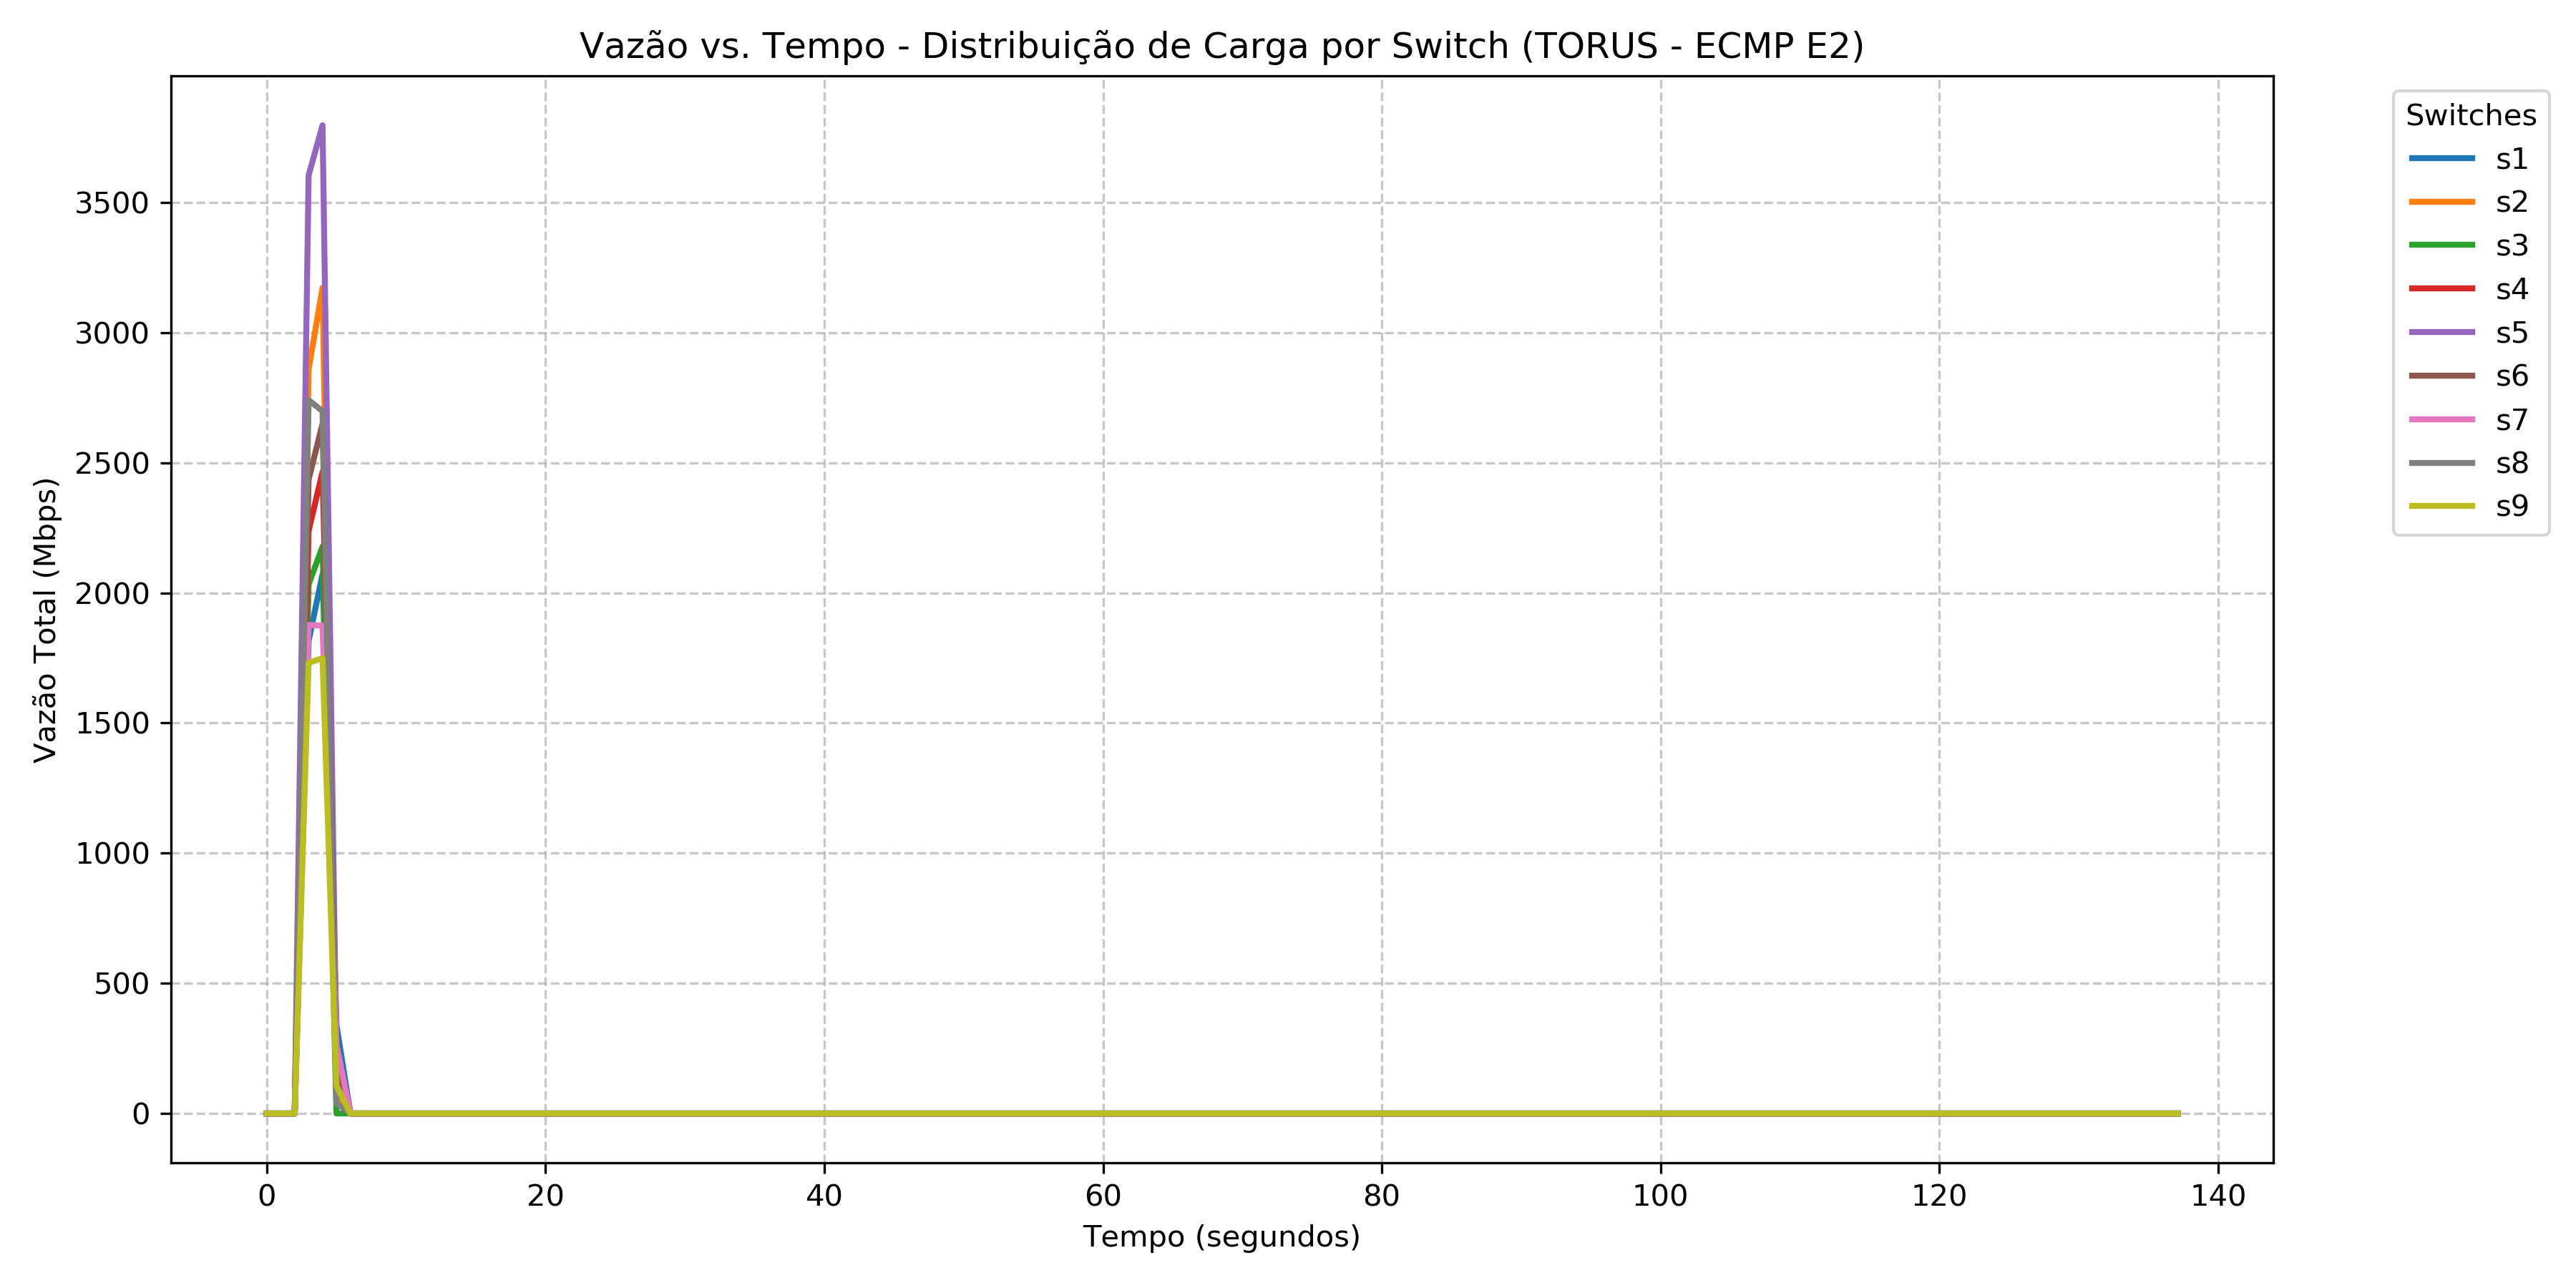 Vazão vs. Tempo - Distribuição de Carga por Switch (TORUS - ECMP E2)
Vazão Total (Mbps)
3500
3000
2500
2000
1500
1000
500
0
0 20 40 60 80 100 120 140
Tempo (segundos)
Switches
s1
s2
s3
s4
s5
s6
s7
s8
s9